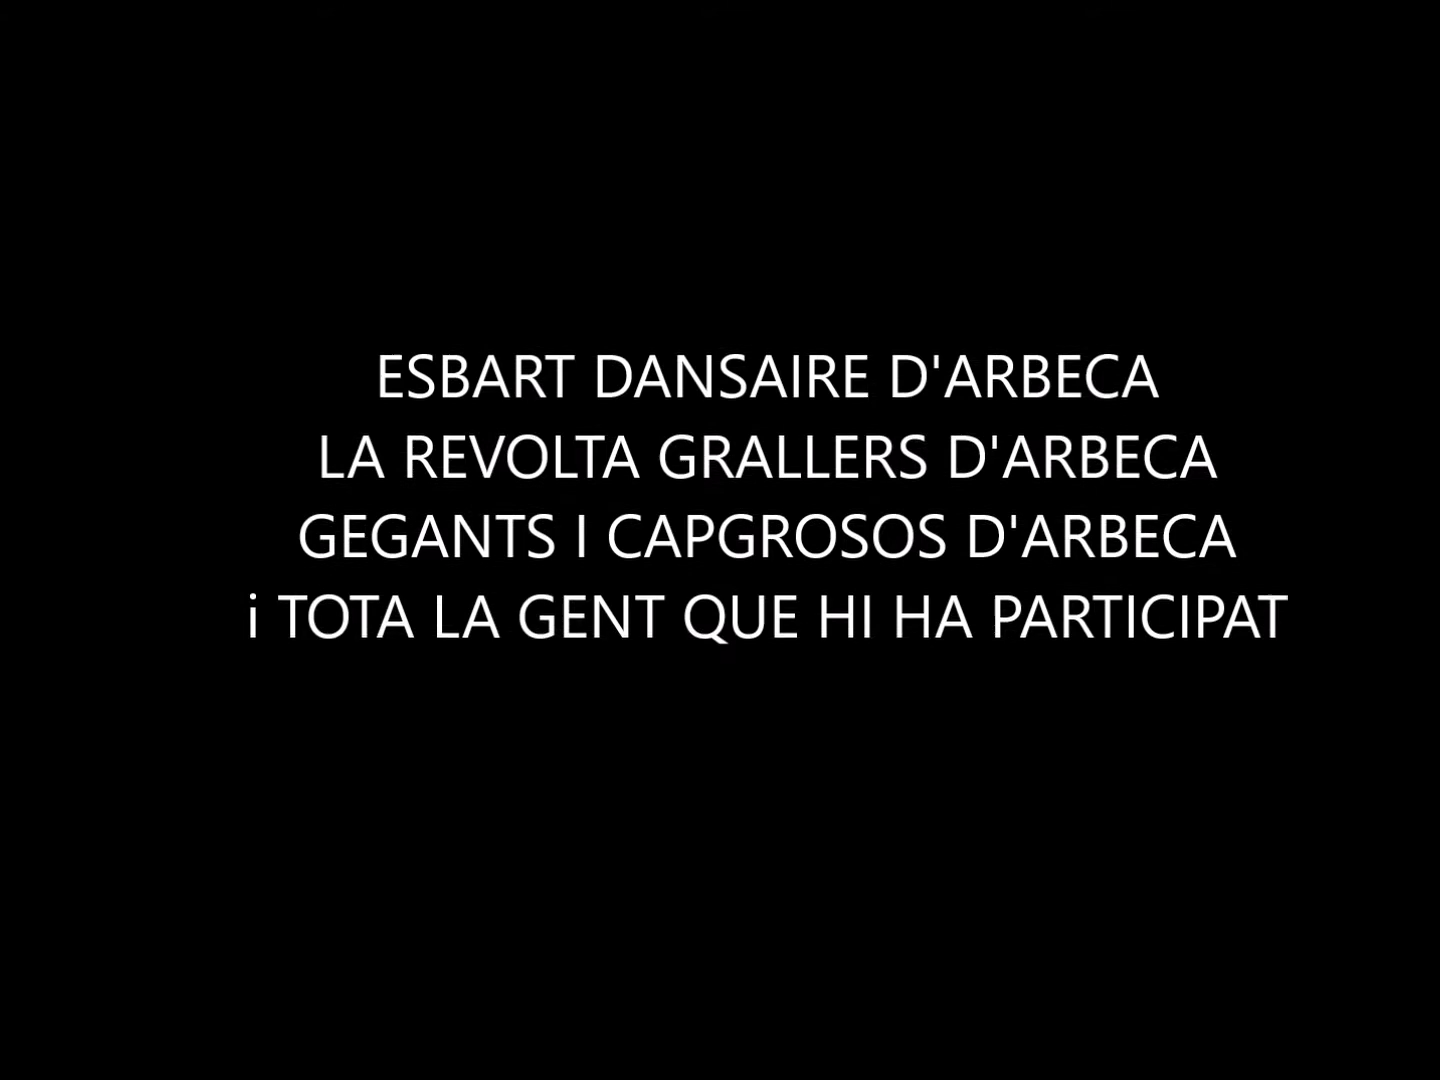 ESBART DANSAIRE D'ARBECA
LA REVOLTA GRALLERS D'ARBECA
GEGANTS I CAPGROSOS D'ARBECA
i TOTA LA GENT QUE HI HA PARTICIPAT